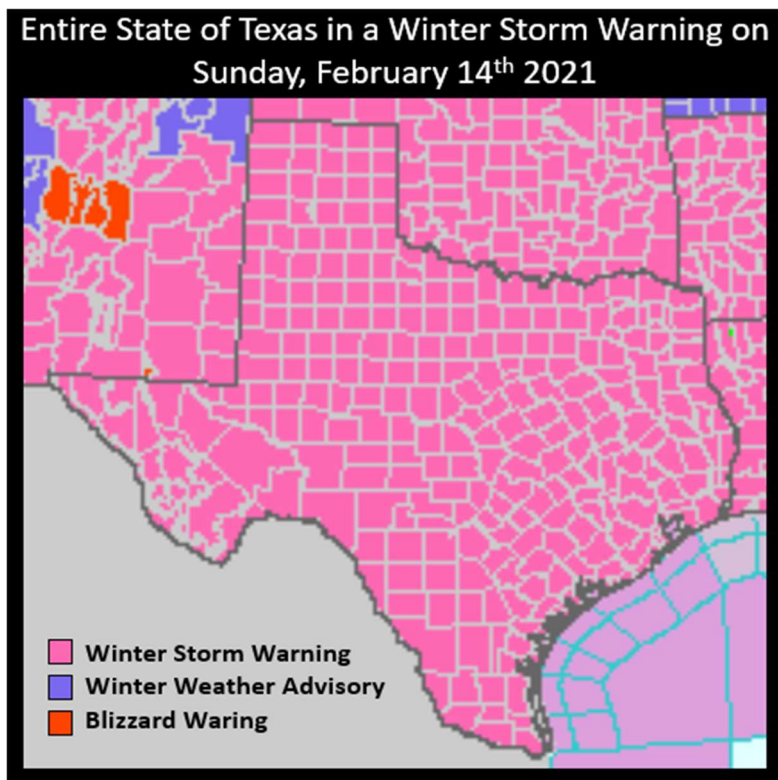 Entire State of Texas in a Winter Storm Warning on
Sunday, February 14th 2021
Winter Storm Warning
Winter Weather Advisory
Blizzard Waring